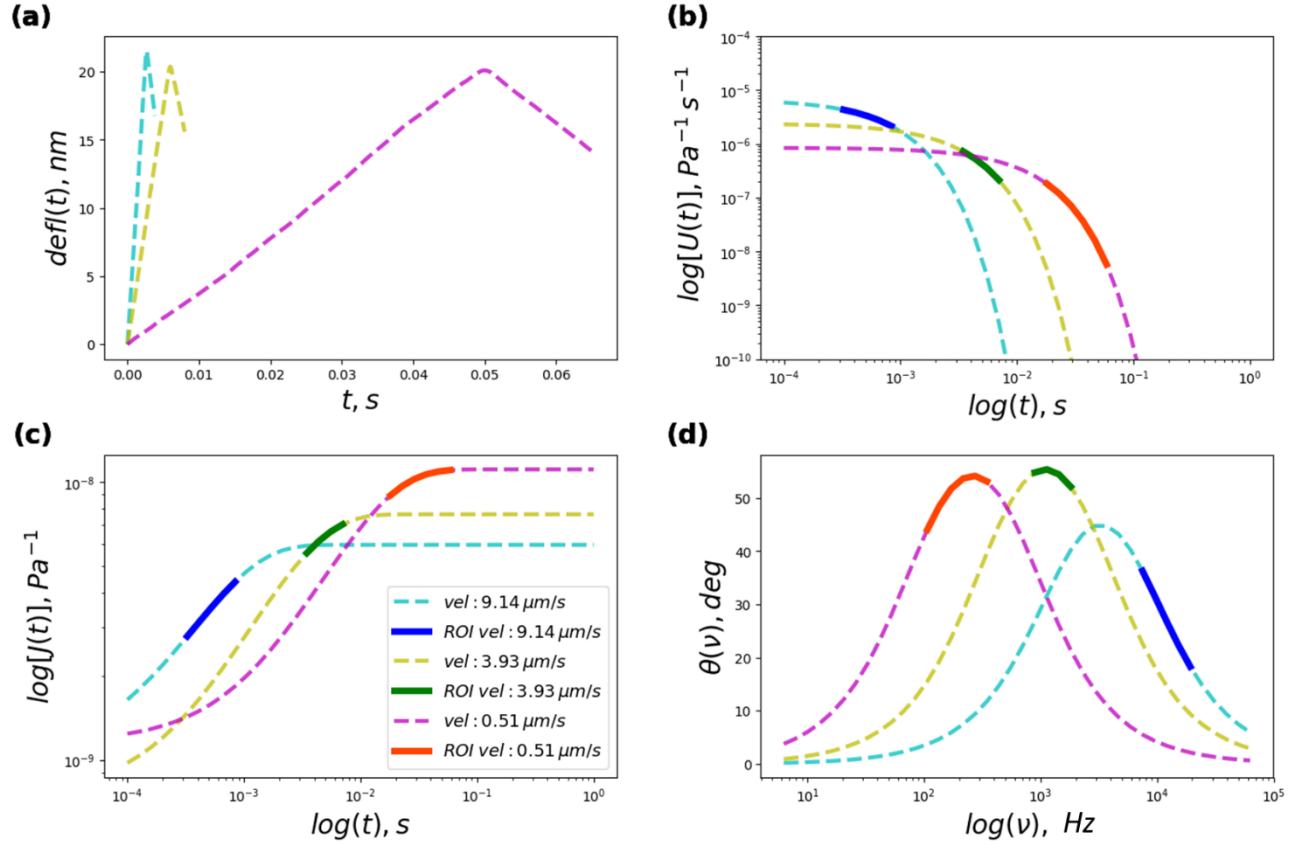 (a)
defl(t), nm
20
15
10
5
0
0.00 0.01 0.02 0.03 0.04 0.05 0.06
t, s
(b)
log[U(t)], Pa⁻¹ s⁻¹
10⁻⁴
10⁻⁵
10⁻⁶
10⁻⁷
10⁻⁸
10⁻⁹
10⁻¹⁰
10⁻⁴ 10⁻³ 10⁻² 10⁻¹ 10⁰
log(t), s
(c)
log[J(t)], Pa⁻¹
10⁻⁸
10⁻⁹
vel : 9.14 μm/s
ROI vel : 9.14 μm/s
vel : 3.93 μm/s
ROI vel : 3.93 μm/s
vel : 0.51 μm/s
ROI vel : 0.51 μm/s
10⁻⁴ 10⁻³ 10⁻² 10⁻¹ 10⁰
log(t), s
(d)
θ(ν), deg
50
40
30
20
10
0
10¹ 10² 10³ 10⁴ 10⁵
log(ν), Hz